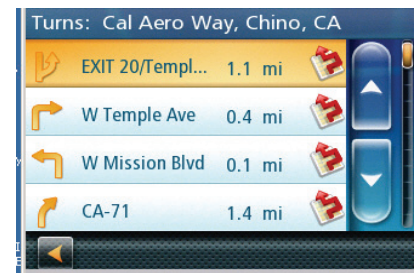 Turns: Cal Aero Way, Chino, CA
EXIT 20/Templ... 1.1 mi
W Temple Ave 0.4 mi
W Mission Blvd 0.1 mi
CA-71 1.4 mi